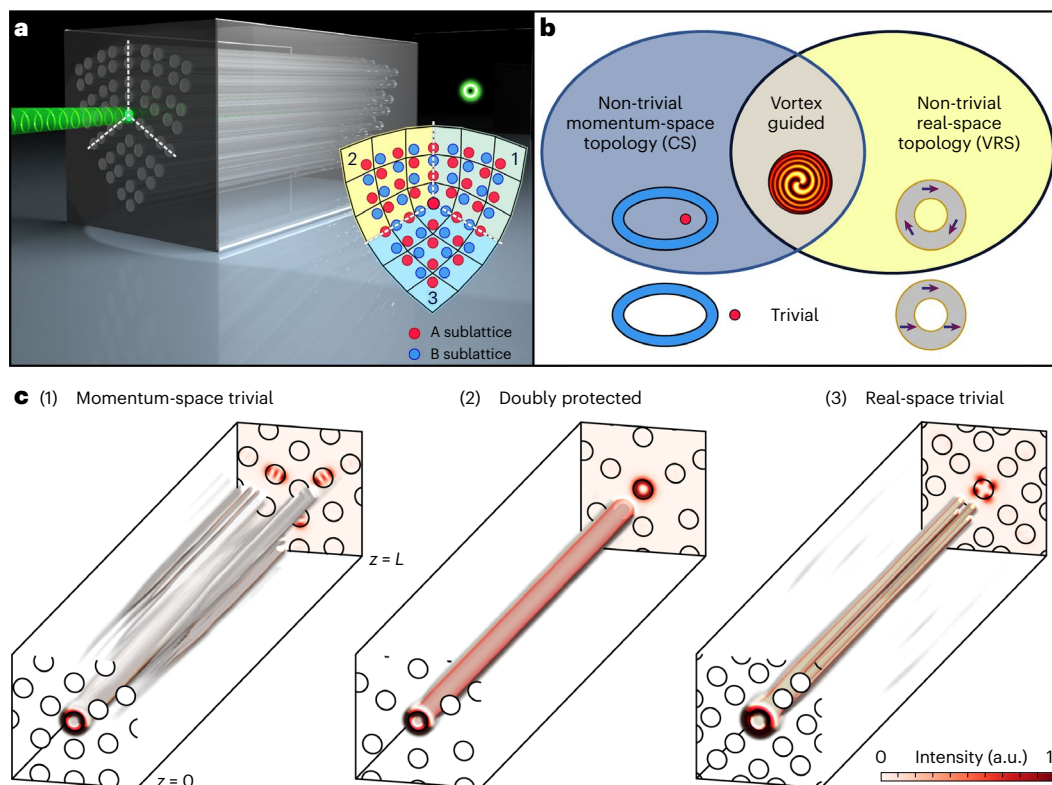 a
2
1
3
A sublattice
B sublattice
b
Non-trivial
momentum-space
topology (CS)
Vortex
guided
Non-trivial
real-space
topology (VRS)
Trivial
c (1) Momentum-space trivial
(2) Doubly protected
(3) Real-space trivial
z = L
z = 0
0 Intensity (a.u.) 1